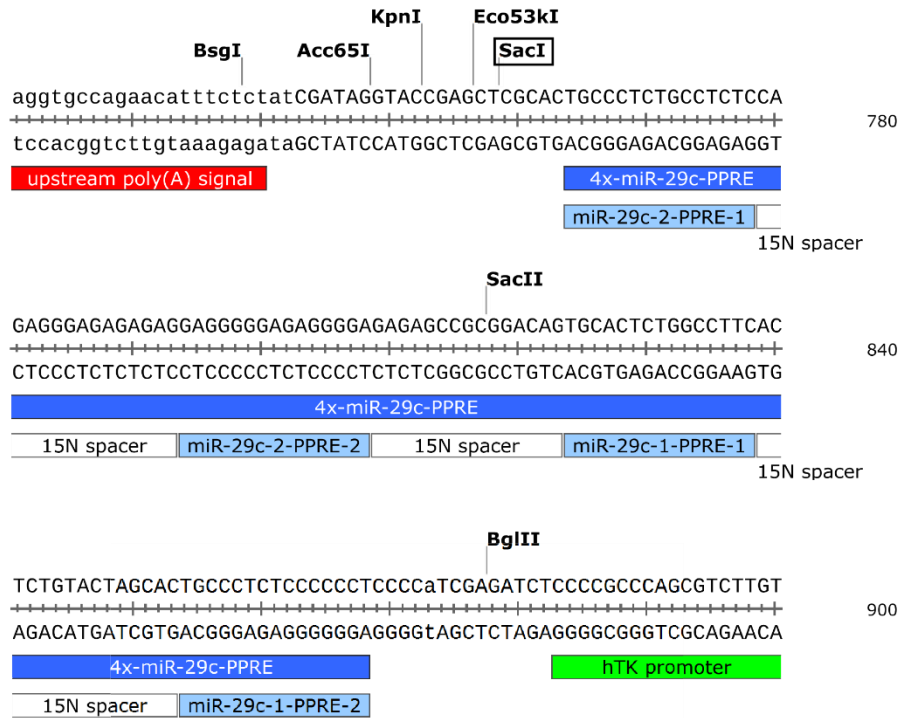 KpnI Eco53kI
BsgI Acc65I SacI
aggtgccagaacatttctctatCGATAGGTACCGAGCTCGCACTGCCCTCTGCCTCTCCA
780
tccacggtcttgtaaagagataGCTATCCATGGCTCGAGCGTGACGGGAGACGGAGAGGT
upstream poly(A) signal 4x-miR-29c-PPRE
miR-29c-2-PPRE-1
15N spacer
SacII
GAGGGAGAGAGAGGAGGGGGAGAGGGGAGAGAGCCGCGGACAGTGCACTCTGGCCTTCAC
840
CTCCCTCTCTCTCCTCCCCCTCTCCCCTCTCTCGGCGCCTGTCACGTGAGACCGGAAGTG
4x-miR-29c-PPRE
15N spacer miR-29c-2-PPRE-2 15N spacer miR-29c-1-PPRE-1
15N spacer
BglII
TCTGTACTAGCACTGCCCTCTCCCCCCTCCCCaTCGAGATCTCCCCGCCCAGCGTCTTGT
900
AGACATGATCGTGACGGGAGAGGGGGGAGGGGtAGCTCTAGAGGGGCGGGTCGCAGAACA
4x-miR-29c-PPRE hTK promoter
15N spacer miR-29c-1-PPRE-2